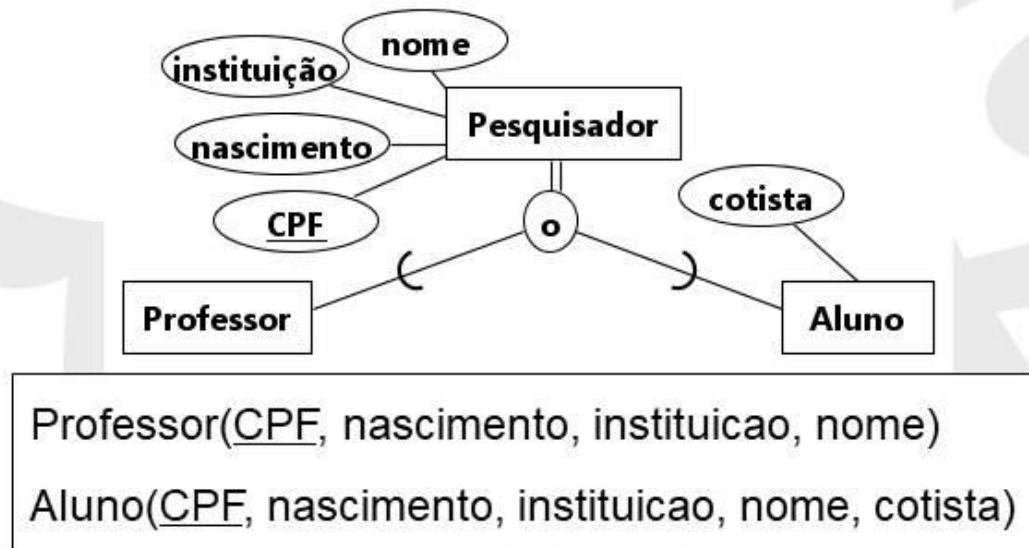 nome
instituição
Pesquisador
nascimento
cotista
CPF
o
Professor
Aluno
Professor(CPF, nascimento, instituicao, nome)
Aluno(CPF, nascimento, instituicao, nome, cotista)